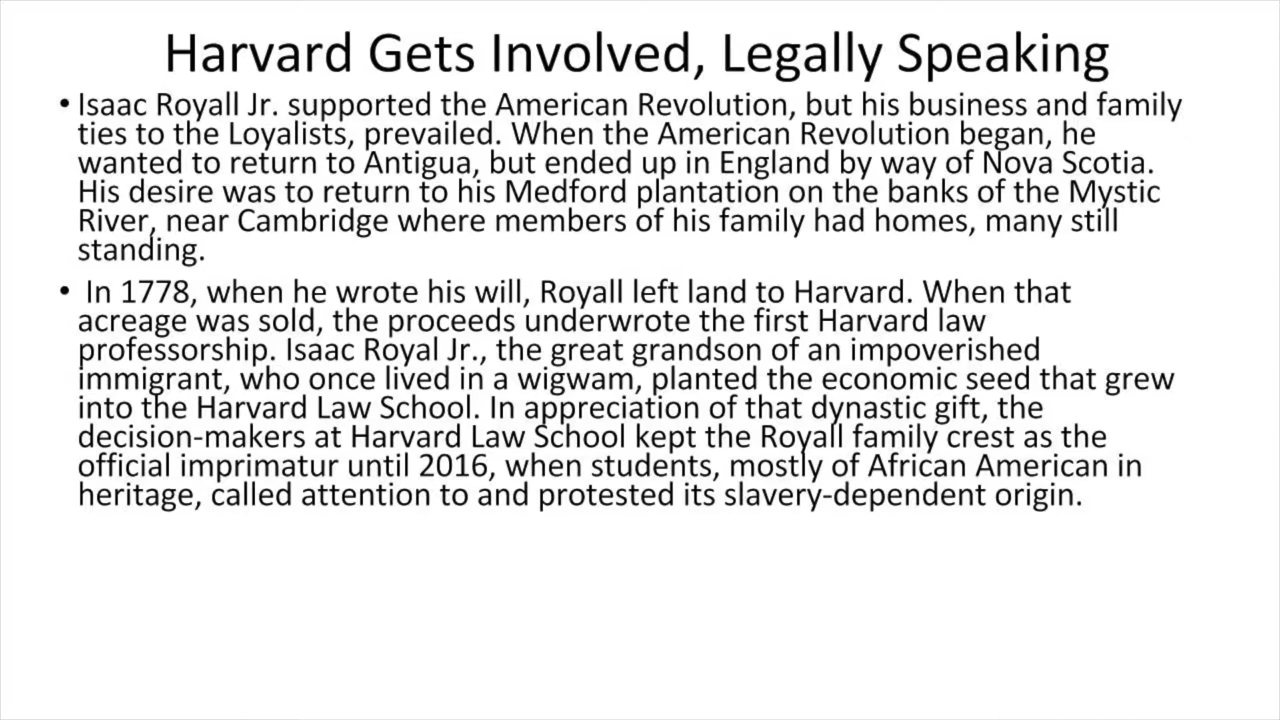 Harvard Gets Involved, Legally Speaking
• Isaac Royall Jr. supported the American Revolution, but his business and family
ties to the Loyalists, prevailed. When the American Revolution began, he
wanted to return to Antigua, but ended up in England by way of Nova Scotia.
His desire was to return to his Medford plantation on the banks of the Mystic
River, near Cambridge where members of his family had homes, many still
standing.
• In 1778, when he wrote his will, Royall left land to Harvard. When that
acreage was sold, the proceeds underwrote the first Harvard law
professorship. Isaac Royal Jr., the great grandson of an impoverished
immigrant, who once lived in a wigwam, planted the economic seed that grew
into the Harvard Law School. In appreciation of that dynastic gift, the
decision-makers at Harvard Law School kept the Royall family crest as the
official imprimatur until 2016, when students, mostly of African American in
heritage, called attention to and protested its slavery-dependent origin.